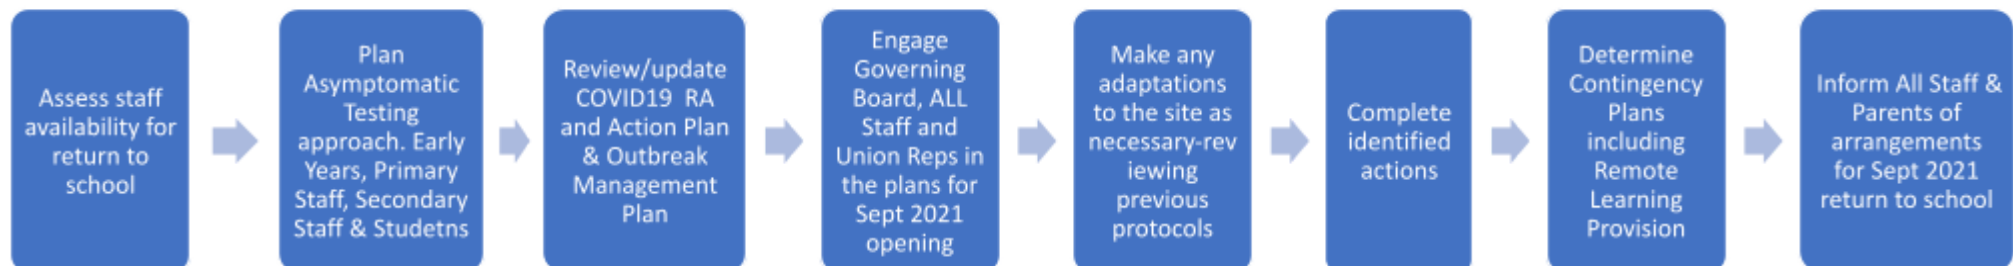 Assess staff
availability for
return to
school
Plan
Asymptomatic
Testing
approach. Early
Years, Primary
Staff, Secondary
Staff & Studetns
Review/update
COVID19 RA
and Action Plan
& Outbreak
Management
Plan
Engage
Governing
Board, ALL
Staff and
Union Reps in
the plans for
Sept 2021
opening
Make any
adaptations
to the site as
necessary-rev
iewing
previous
protocols
Complete
identified
actions
Determine
Contingency
Plans
including
Remote
Learning
Provision
Inform All Staff &
Parents of
arrangements
for Sept 2021
return to school